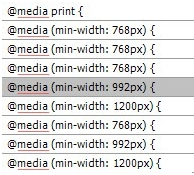 @media print {
@media (min-width: 768px) {
@media (min-width: 768px) {
@media (min-width: 768px) {
@media (min-width: 992px) {
@media (min-width: 1200px) {
@media (min-width: 768px) {
@media (min-width: 992px) {
@media (min-width: 1200px) {